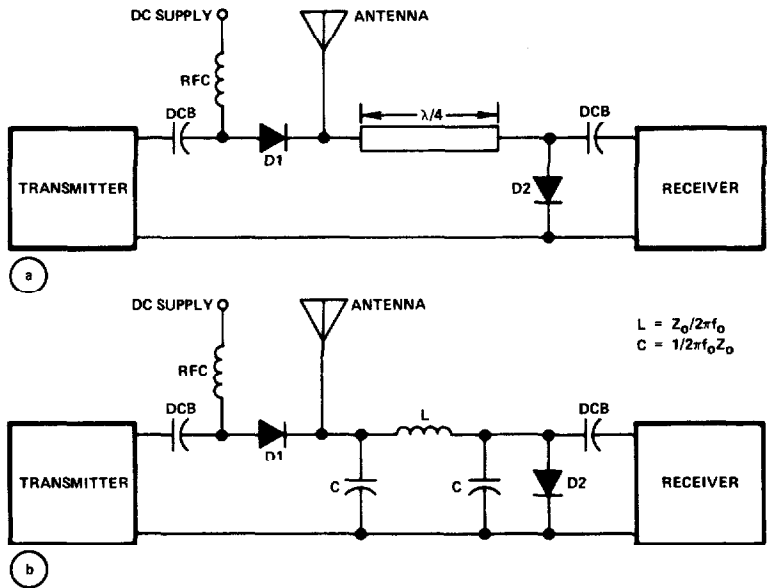 DC SUPPLY
ANTENNA
RFC
DCB
λ/4
DCB
D1
D2
TRANSMITTER
RECEIVER
a
DC SUPPLY
ANTENNA
L = Z₀/2πf₀
C = 1/2πf₀Z₀
RFC
DCB
L
DCB
D1
C
C
D2
TRANSMITTER
RECEIVER
b